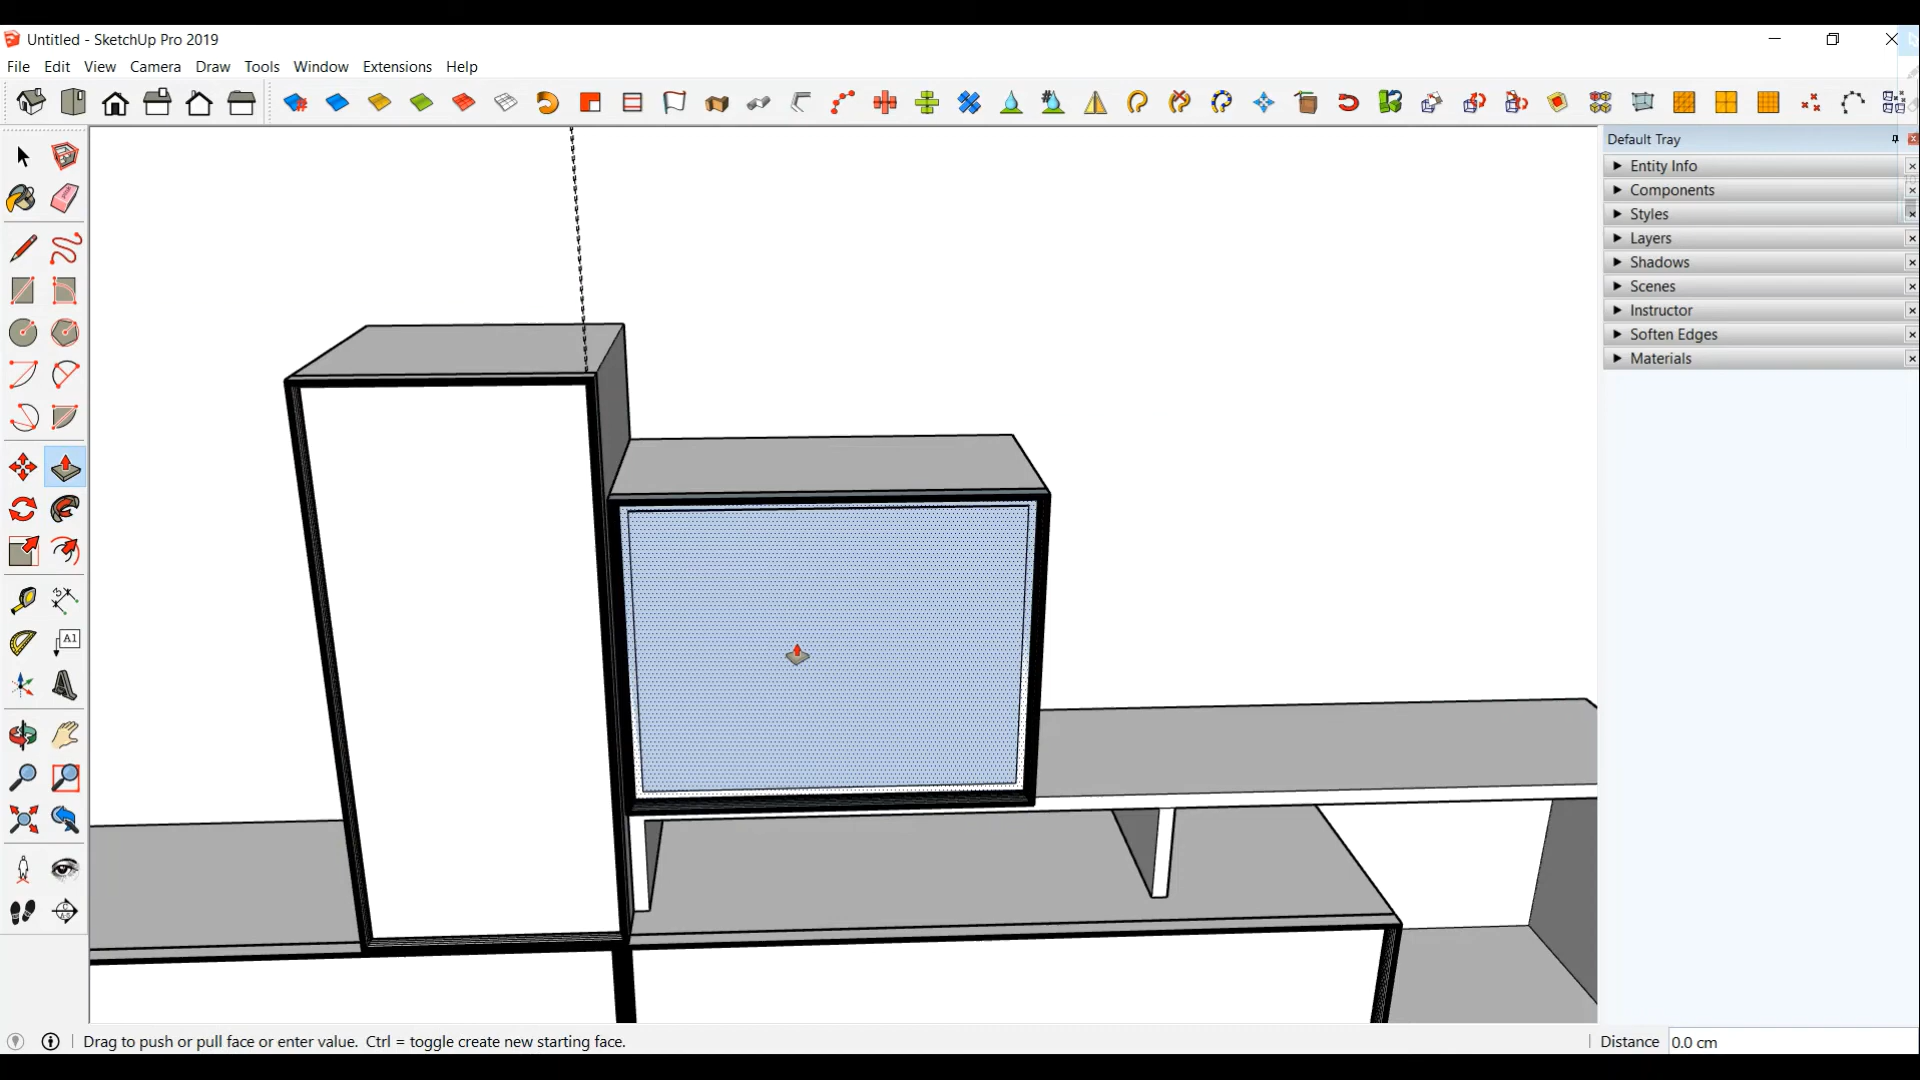 Untitled - SketchUp Pro 2019
File Edit View Camera Draw Tools Window Extensions Help
Default Tray
Entity Info
Components
Styles
Layers
Shadows
Scenes
Instructor
Soften Edges
Materials
A1
Drag to push or pull face or enter value. Ctrl = toggle create new starting face.
Distance 0.0 cm